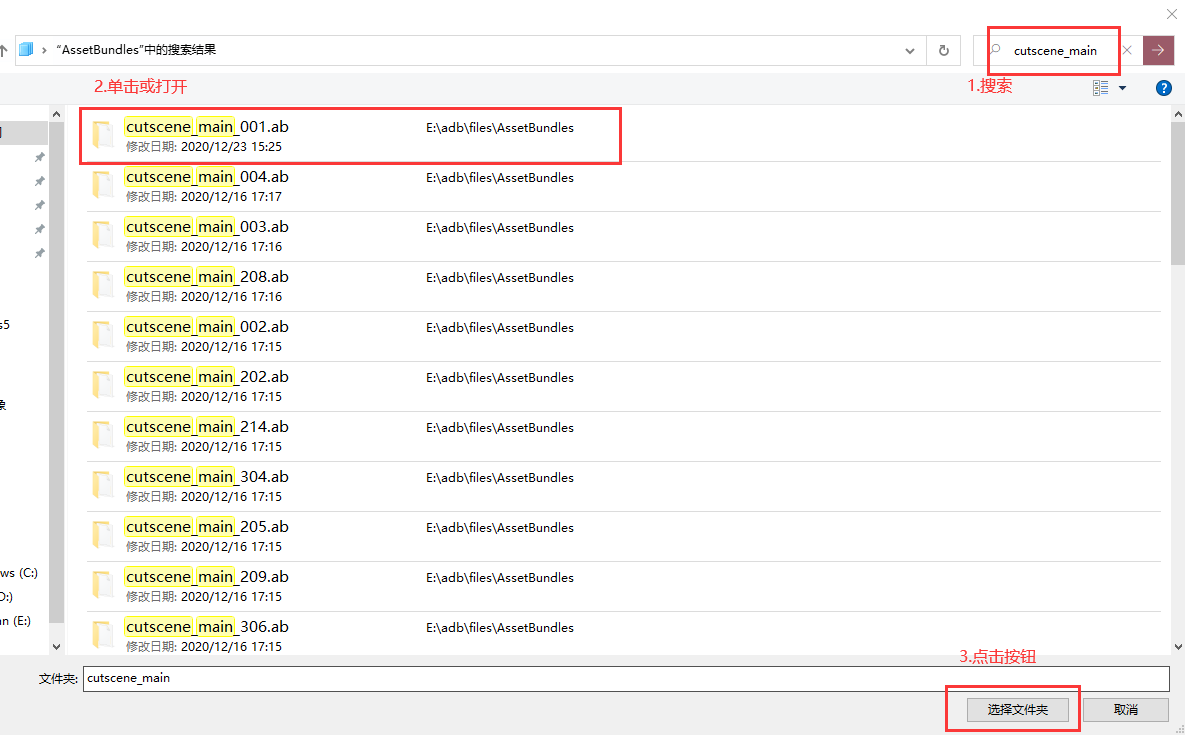 “AssetBundles”中的搜索结果
cutscene_main
2.单击或打开
1.搜索
cutscene_main_001.ab E:\adb\files\AssetBundles
修改日期: 2020/12/23 15:25
cutscene_main_004.ab E:\adb\files\AssetBundles
修改日期: 2020/12/16 17:17
cutscene_main_003.ab E:\adb\files\AssetBundles
修改日期: 2020/12/16 17:16
cutscene_main_208.ab E:\adb\files\AssetBundles
修改日期: 2020/12/16 17:16
s5
cutscene_main_002.ab E:\adb\files\AssetBundles
修改日期: 2020/12/16 17:15
cutscene_main_202.ab E:\adb\files\AssetBundles
修改日期: 2020/12/16 17:15
象
cutscene_main_214.ab E:\adb\files\AssetBundles
修改日期: 2020/12/16 17:15
cutscene_main_304.ab E:\adb\files\AssetBundles
修改日期: 2020/12/16 17:15
cutscene_main_205.ab E:\adb\files\AssetBundles
修改日期: 2020/12/16 17:15
ws (C:)
cutscene_main_209.ab E:\adb\files\AssetBundles
修改日期: 2020/12/16 17:15
D:)
n (E:)
cutscene_main_306.ab E:\adb\files\AssetBundles
修改日期: 2020/12/16 17:15
3.点击按钮
文件夹: cutscene_main
选择文件夹
取消